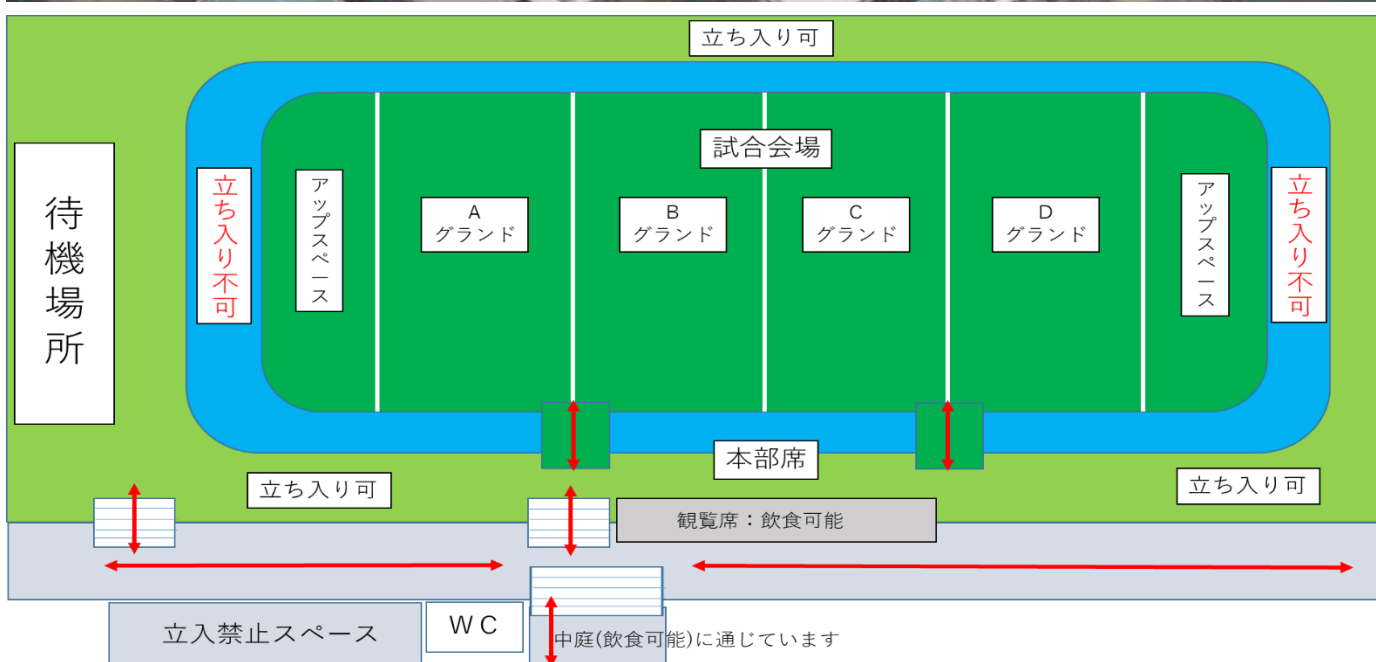 立ち入り可
試合会場
待機場所
立ち入り不可
アップスペース
A
グランド
B
グランド
C
グランド
D
グランド
アップスペース
立ち入り不可
本部席
立ち入り可
立ち入り可
観覧席：飲食可能
立入禁止スペース
WC
中庭(飲食可能)に通じています